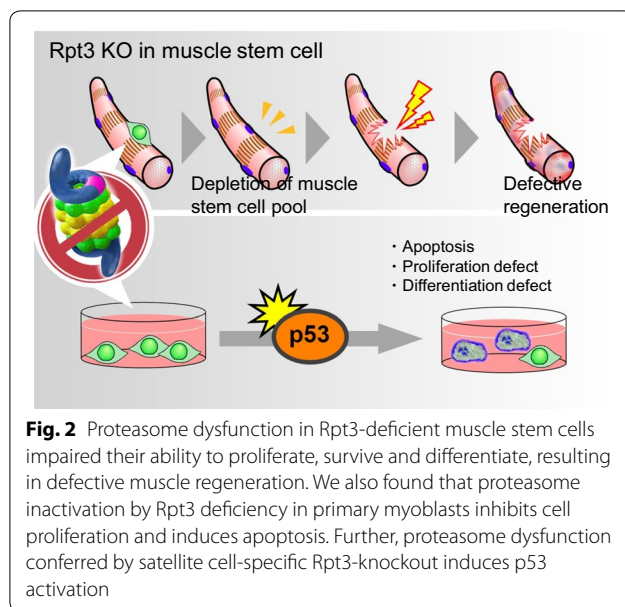 Rpt3 KO in muscle stem cell
Depletion of muscle
stem cell pool
Defective
regeneration
・Apoptosis
・Proliferation defect
・Differentiation defect
p53
Fig. 2 Proteasome dysfunction in Rpt3-deficient muscle stem cells
impaired their ability to proliferate, survive and differentiate, resulting
in defective muscle regeneration. We also found that proteasome
inactivation by Rpt3 deficiency in primary myoblasts inhibits cell
proliferation and induces apoptosis. Further, proteasome dysfunction
conferred by satellite cell-specific Rpt3-knockout induces p53
activation